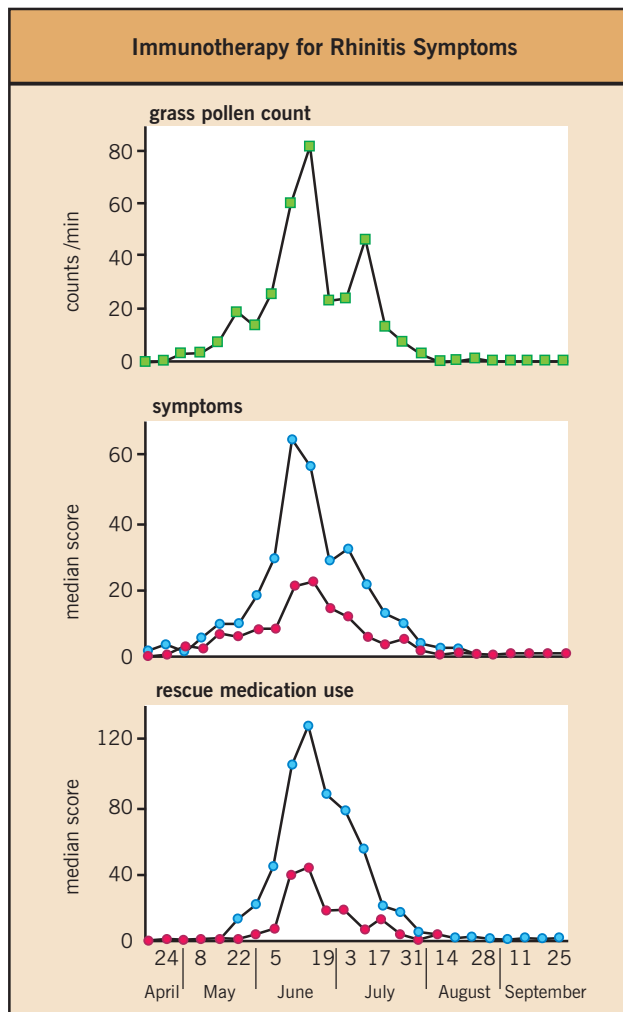 Immunotherapy for Rhinitis Symptoms
grass pollen count
counts /min
80
60
40
20
0
symptoms
median score
60
40
20
0
rescue medication use
median score
120
80
40
0
24 8 22 5 19 3 17 31 14 28 11 25
April May June July August September